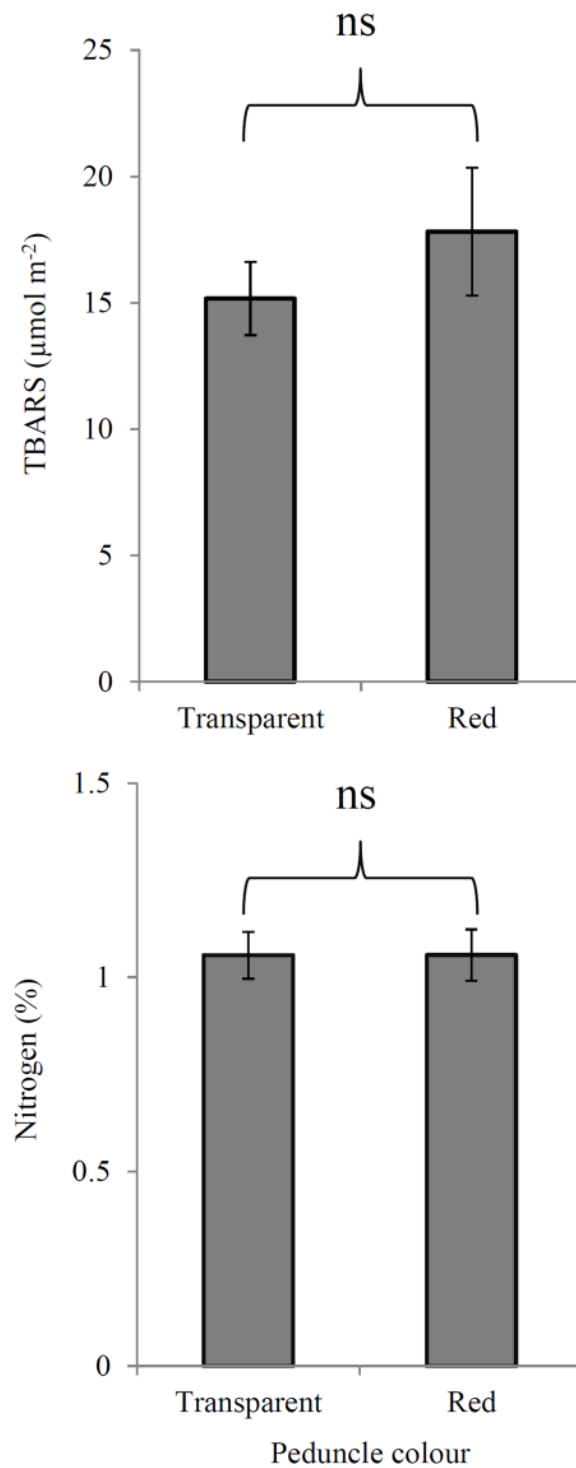 ns
25
20
15
10
5
0
TBARS (µmol m⁻²)
Transparent Red
ns
1.5
1
0.5
0
Nitrogen (%)
Transparent Red
Peduncle colour